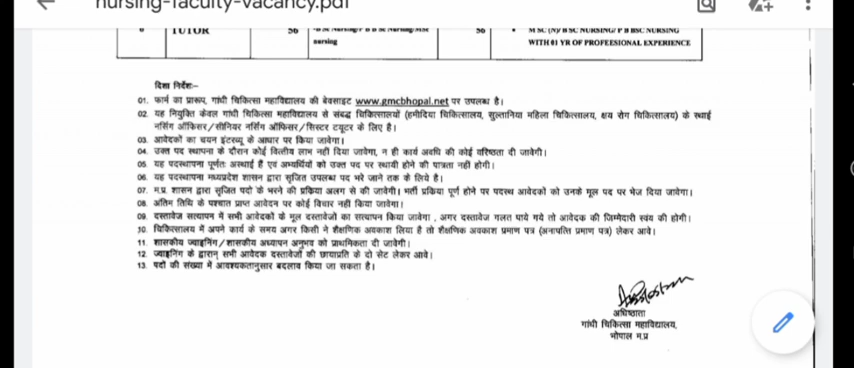 nursing-faculty-vacancy.pdf
6 TUTOR 56 nursing 56 • M SC (N)/ B SC NURSING/ P B BSC NURSING
WITH 01 YR OF PROFEESIONAL EXPERIENCE
दिशा निर्देश:–
01. फार्म का प्रारूप, गांधी चिकित्सा महाविद्यालय की बेवसाइट www.gmcbhopal.net पर उपलब्ध है।
02. यह नियुक्ति केवल गांधी चिकित्सा महाविद्यालय से संबद्ध चिकित्सालयों (हमीदिया चिकित्सालय, सुल्तानिया महिला चिकित्सालय, क्षय रोग चिकित्सालय) के स्थाई
नर्सिंग ऑफिसर/सीनियर नर्सिंग ऑफिसर/सिस्टर ट्यूटर के लिए है।
03. आवेदकों का चयन इंटरव्यू के आधार पर किया जावेगा।
04. उक्त पद स्थापना के दौरान कोई वित्तीय लाभ नहीं दिया जावेगा, न ही कार्य अवधि की कोई वरिष्ठता दी जावेगी।
05. यह पदस्थापना पूर्णतः अस्थाई हैं एवं अभ्यर्थियों को उक्त पद पर स्थायी होने की पात्रता नहीं होगी।
06. यह पदस्थापना मध्यप्रदेश शासन द्वारा सृजित उपलब्ध पद भरे जाने तक के लिये है।
07. म.प्र. शासन द्वारा सृजित पदों के भरने की प्रकिया अलग से की जावेगी। भर्ती प्रकिया पूर्ण होने पर पदस्थ आवेदकों को उनके मूल पद पर भेज दिया जावेगा।
08. अंतिम तिथि के पश्चात प्राप्त आवेदन पर कोई विचार नहीं किया जावेगा।
09. दस्तावेज सत्यापन में सभी आवेदकों के मूल दस्तावेजों का सत्यापन किया जावेगा , अगर दस्तावेज गलत पाये गये तो आवेदक की जिम्मेदारी स्वंय की होगी।
10. चिकित्सालय में अपने कार्य के समय अगर किसी ने शैक्षणिक अवकाश लिया है तो शैक्षणिक अवकाश प्रमाण पत्र (अनापत्ति प्रमाण पत्र) लेकर आवे।
11. शासकीय ज्वाइनिंग/शासकीय अध्यापन अनुभव को प्राथमिकता दी जावेगी।
12. ज्वाइनिंग के द्वारान् सभी आवेदक दस्तावेजों की छायाप्रति के दो सेट लेकर आवे।
13. पदों की संख्या में आवश्यकतानुसार बदलाव किया जा सकता है।
अधिष्ठाता
गांधी चिकित्सा महाविद्यालय,
भोपाल म.प्र